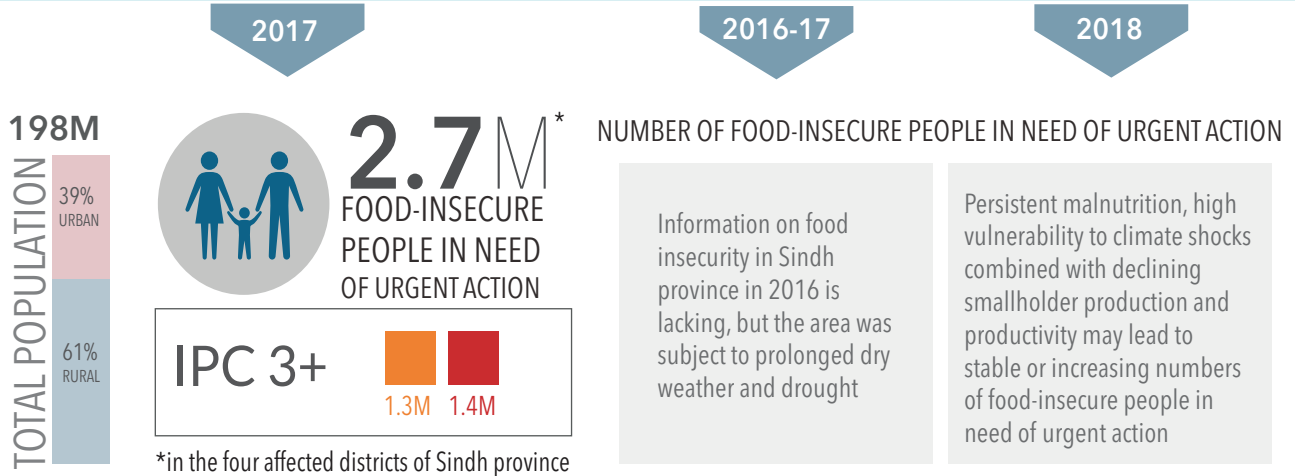 2017
2016-17
2018
198M
TOTAL POPULATION
39%
URBAN
61%
RURAL
2.7M*
FOOD-INSECURE
PEOPLE IN NEED
OF URGENT ACTION
IPC 3+
1.3M 1.4M
*in the four affected districts of Sindh province
NUMBER OF FOOD-INSECURE PEOPLE IN NEED OF URGENT ACTION
Information on food
insecurity in Sindh
province in 2016 is
lacking, but the area was
subject to prolonged dry
weather and drought
Persistent malnutrition, high
vulnerability to climate shocks
combined with declining
smallholder production and
productivity may lead to
stable or increasing numbers
of food-insecure people in
need of urgent action